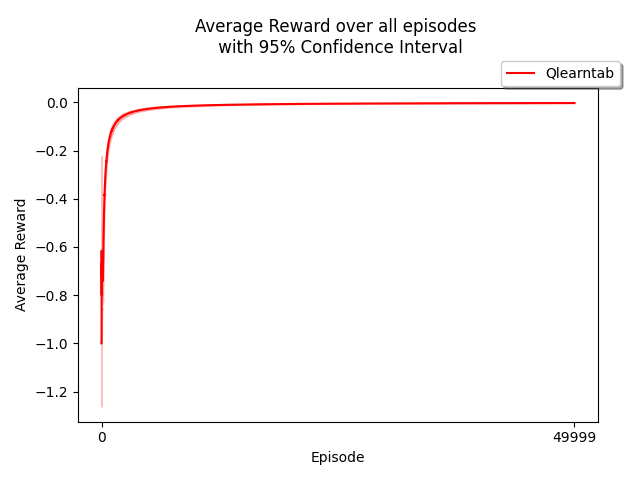 Average Reward over all episodes
with 95% Confidence Interval
Qlearntab
0.0
−0.2
−0.4
−0.6
−0.8
−1.0
−1.2
Average Reward
0
49999
Episode